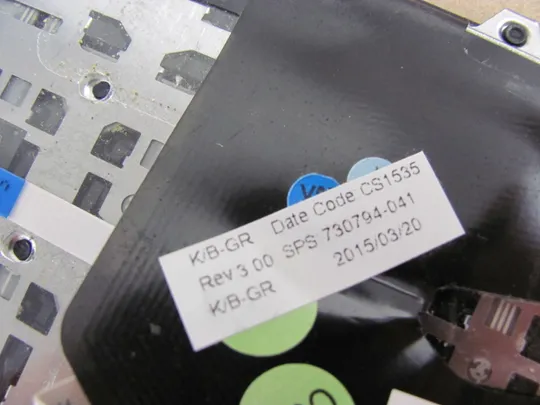 K/B-GR Date Code CS1535
Rev 3.00 SPS 730794-041
K/B-GR 2015/03/20